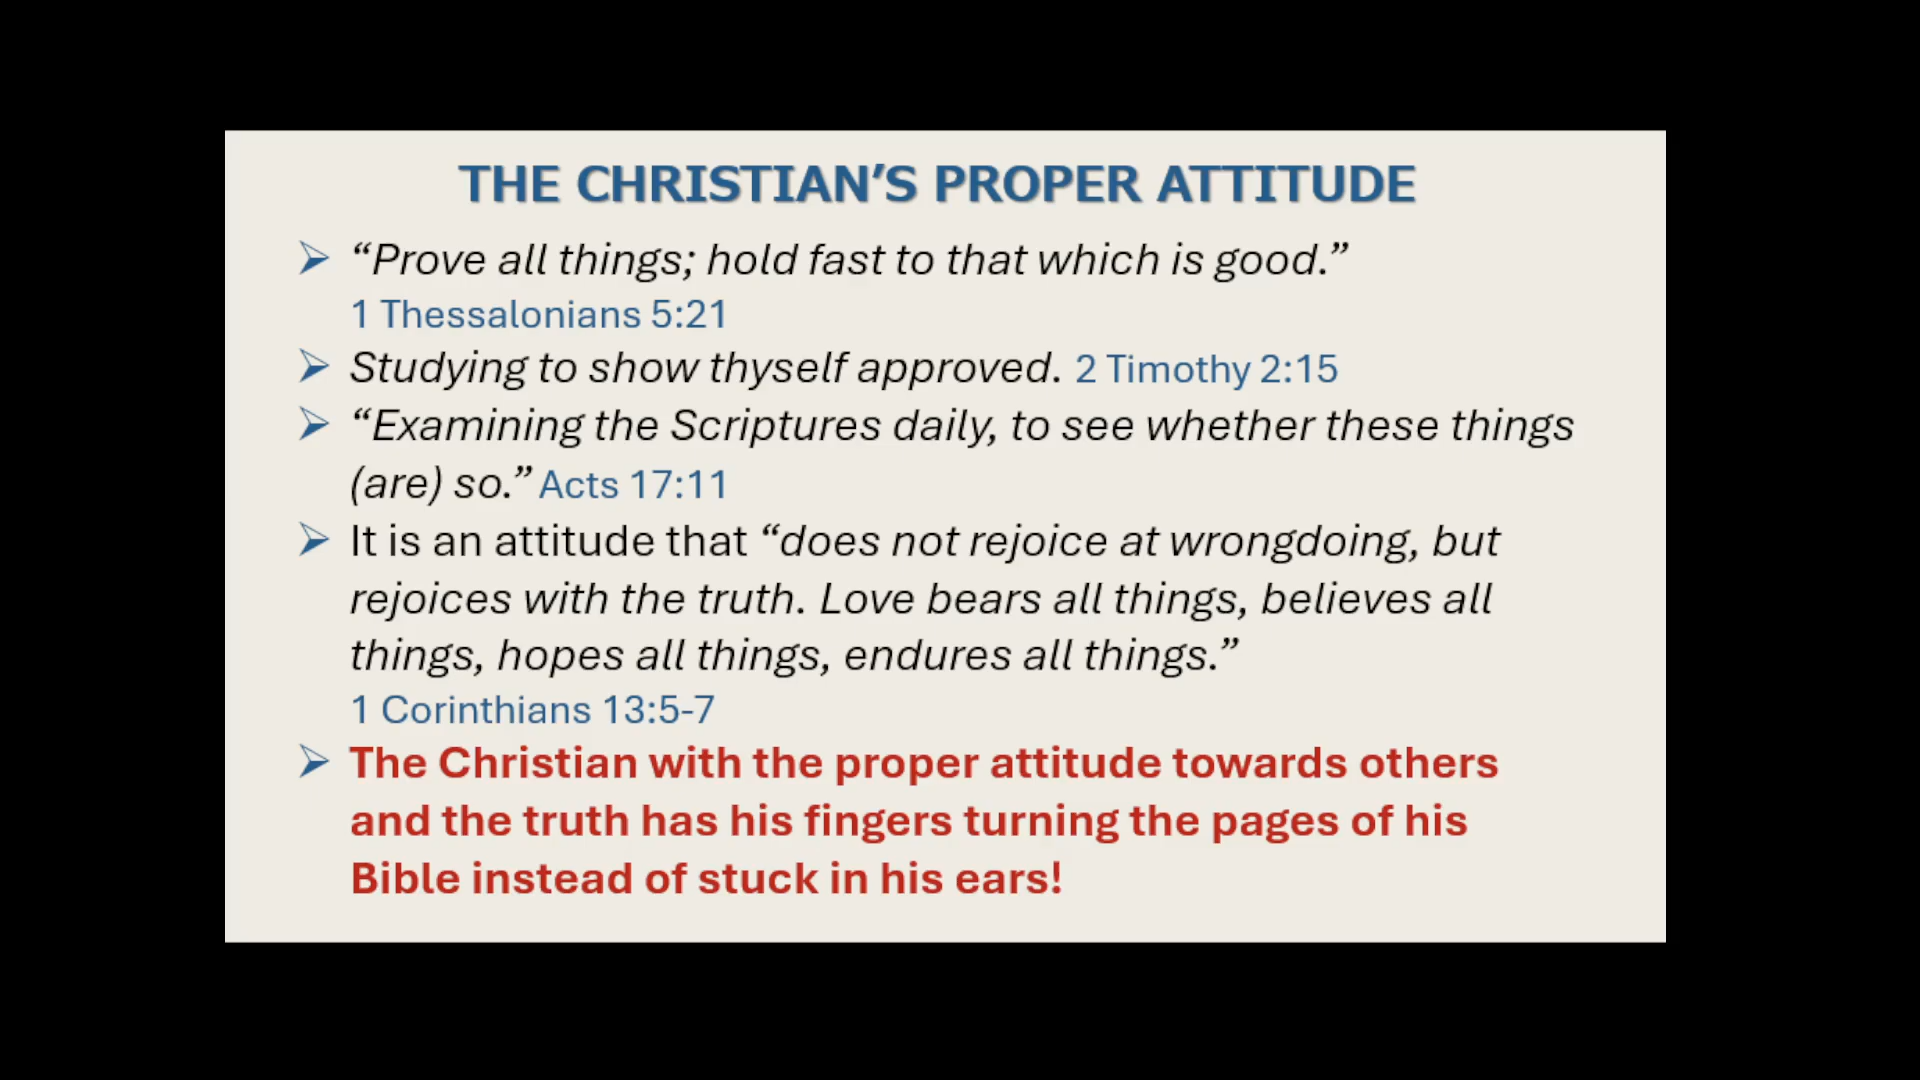 THE CHRISTIAN’S PROPER ATTITUDE
“Prove all things; hold fast to that which is good.”
1 Thessalonians 5:21
Studying to show thyself approved. 2 Timothy 2:15
“Examining the Scriptures daily, to see whether these things
(are) so.” Acts 17:11
It is an attitude that “does not rejoice at wrongdoing, but
rejoices with the truth. Love bears all things, believes all
things, hopes all things, endures all things.”
1 Corinthians 13:5-7
The Christian with the proper attitude towards others
and the truth has his fingers turning the pages of his
Bible instead of stuck in his ears!